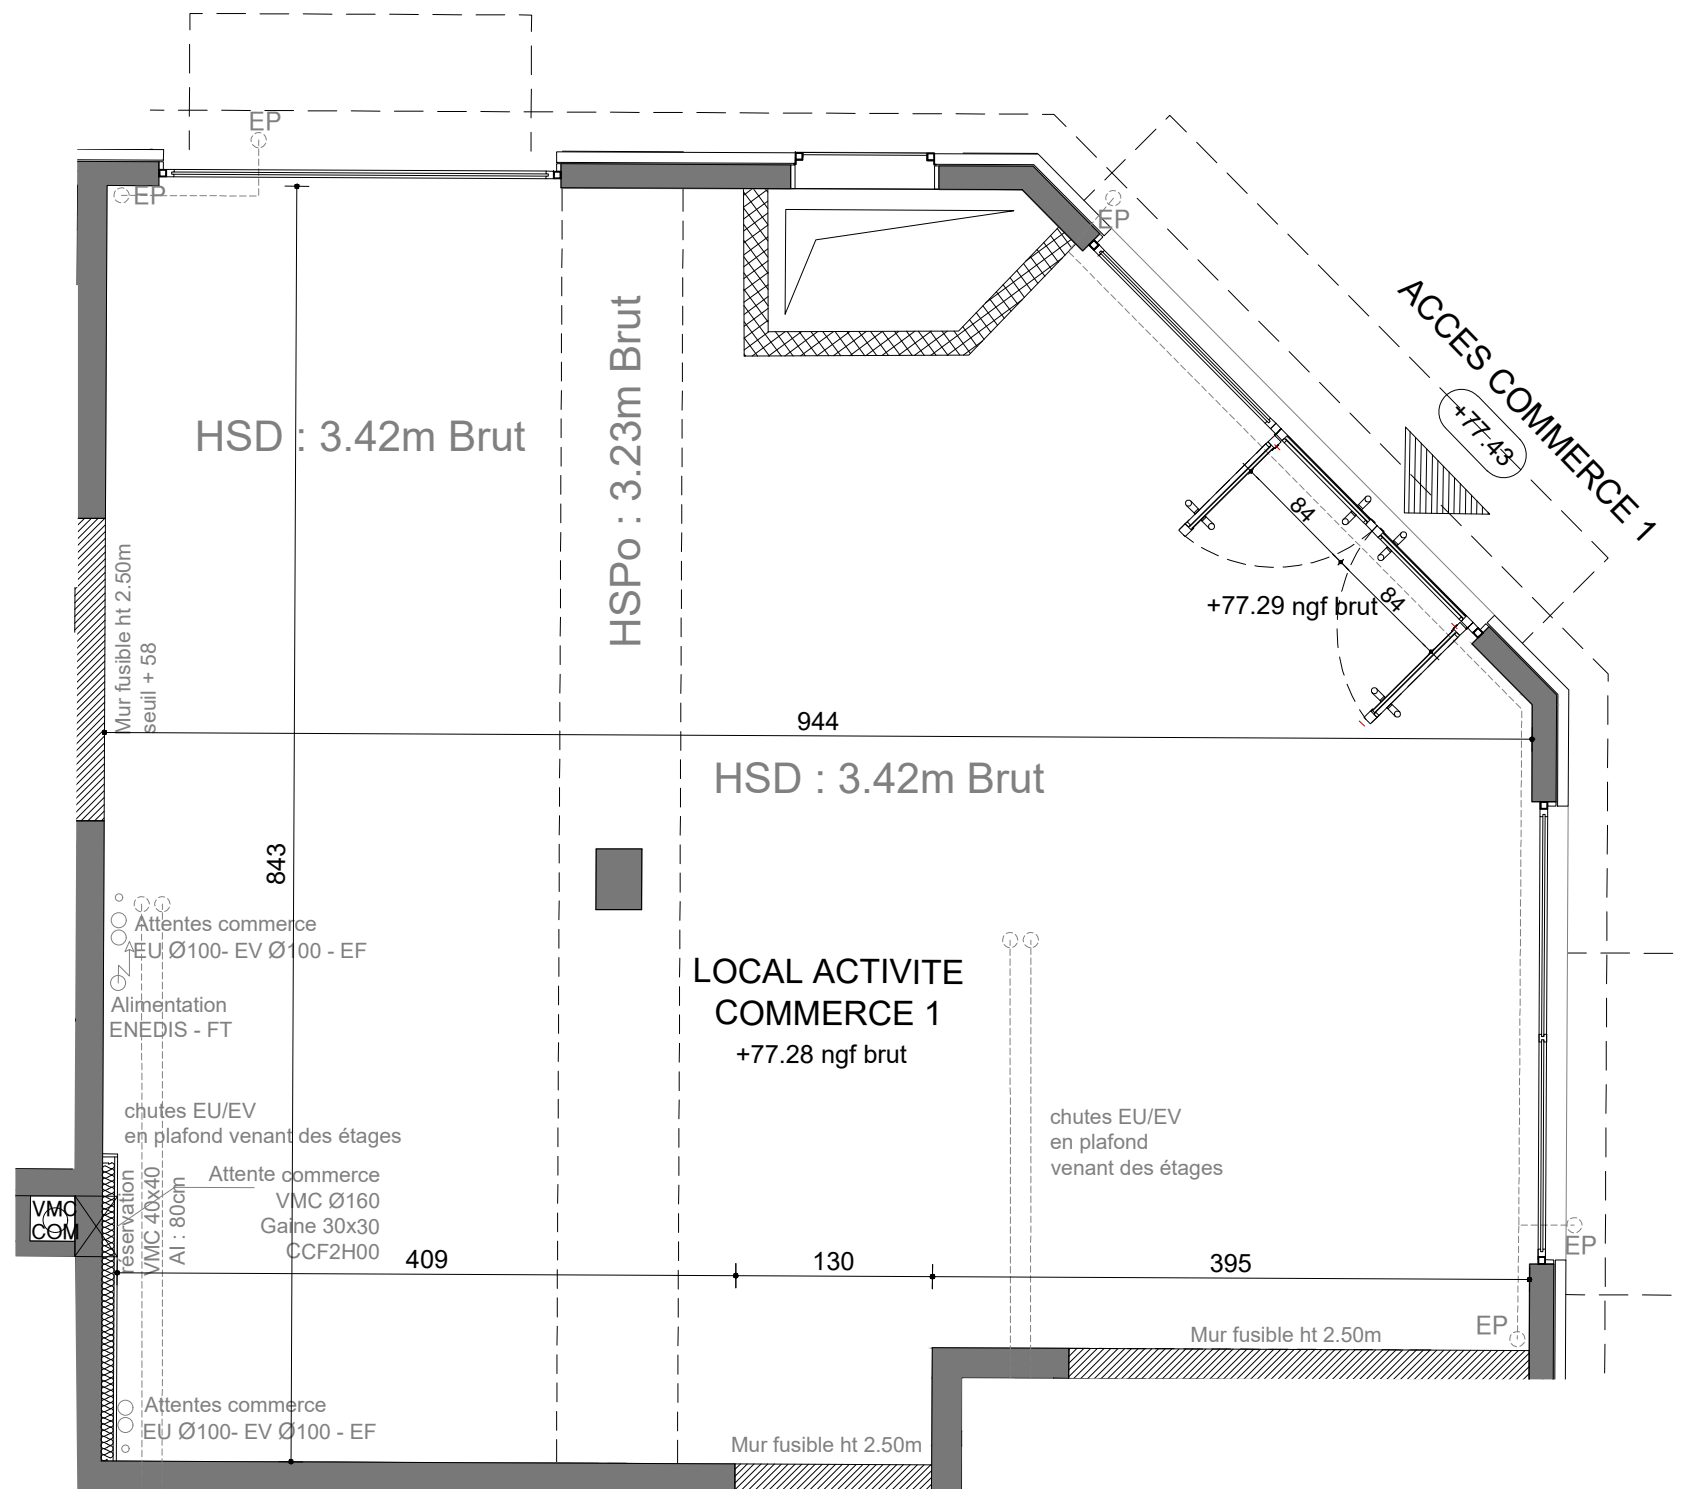 EP
EP
EP
ACCES COMMERCE 1
+77.43
HSD : 3.42m Brut
HSPo : 3.23m Brut
84
84
+77.29 ngf brut
Mur fusible ht 2.50m
seuil + 58
944
HSD : 3.42m Brut
843
Attentes commerce
EU Ø100- EV Ø100 - EF
Alimentation
ENEDIS - FT
LOCAL ACTIVITE
COMMERCE 1
+77.28 ngf brut
chutes EU/EV
en plafond venant des étages
chutes EU/EV
en plafond
venant des étages
réservation
VMC 40x40
Al : 80cm
Attente commerce
VMC Ø160
Gaine 30x30
CCF2H00
VMC
COM
EP
409
130
395
EP
Mur fusible ht 2.50m
Attentes commerce
EU Ø100- EV Ø100 - EF
Mur fusible ht 2.50m